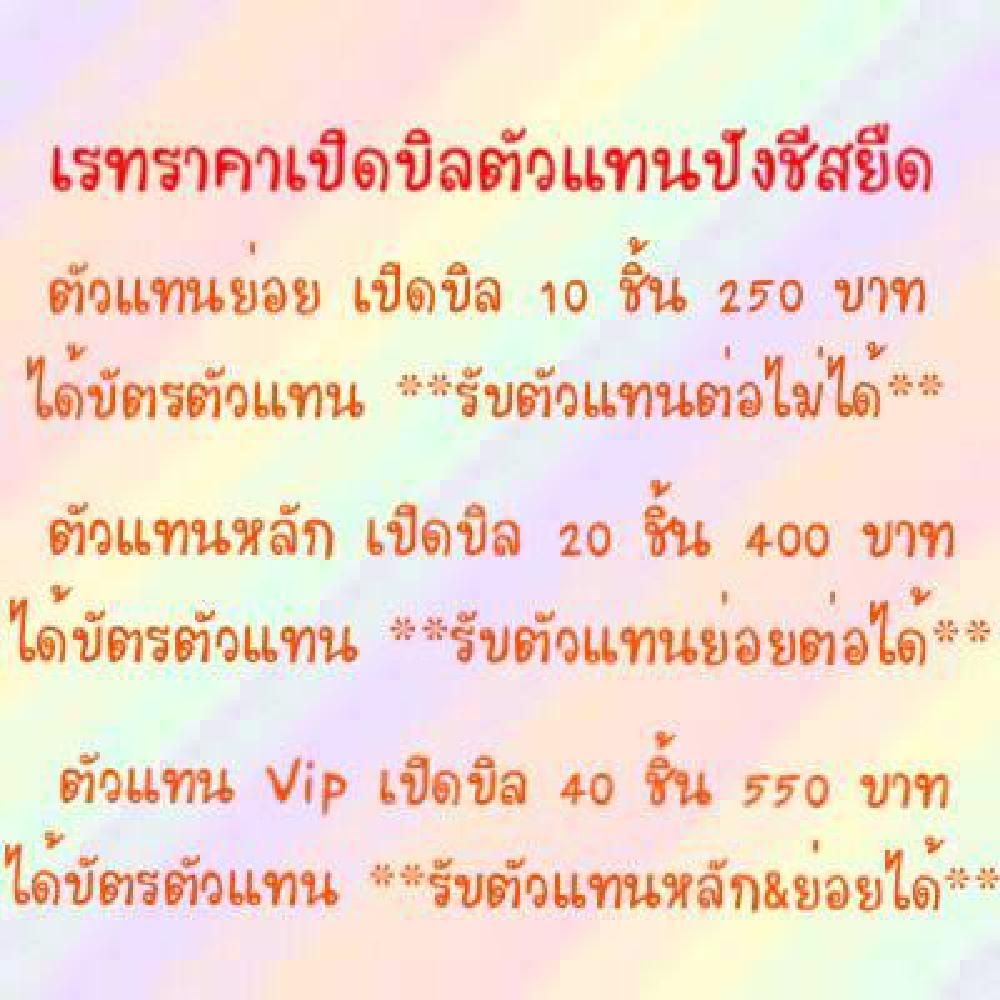 เรทราคาเปิดบิลตัวแทนปังชีสยืด
ตัวแทนย่อย เปิดบิล 10 ชิ้น 250 บาท
ได้บัตรตัวแทน **รับตัวแทนต่อไม่ได้**
ตัวแทนหลัก เปิดบิล 20 ชิ้น 400 บาท
ได้บัตรตัวแทน **รับตัวแทนย่อยต่อได้**
ตัวแทน Vip เปิดบิล 40 ชิ้น 550 บาท
ได้บัตรตัวแทน **รับตัวแทนหลัก&ย่อยได้**